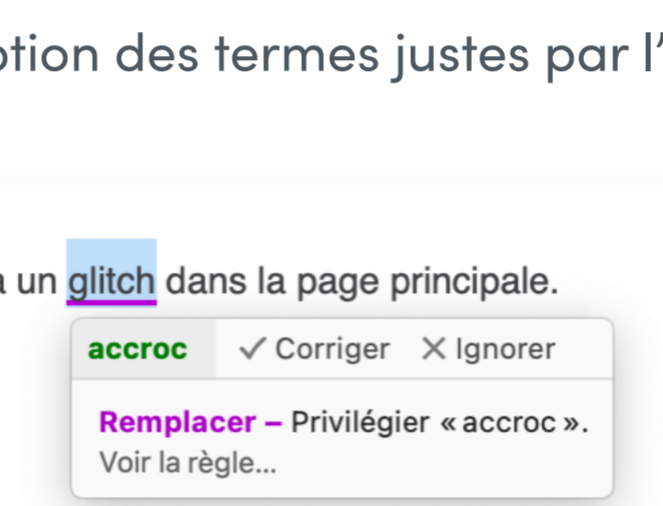 des termes justes par l’
un glitch dans la page principale.
accroc ✓ Corriger ✕ Ignorer
Remplacer – Privilégier « accroc ».
Voir la règle...